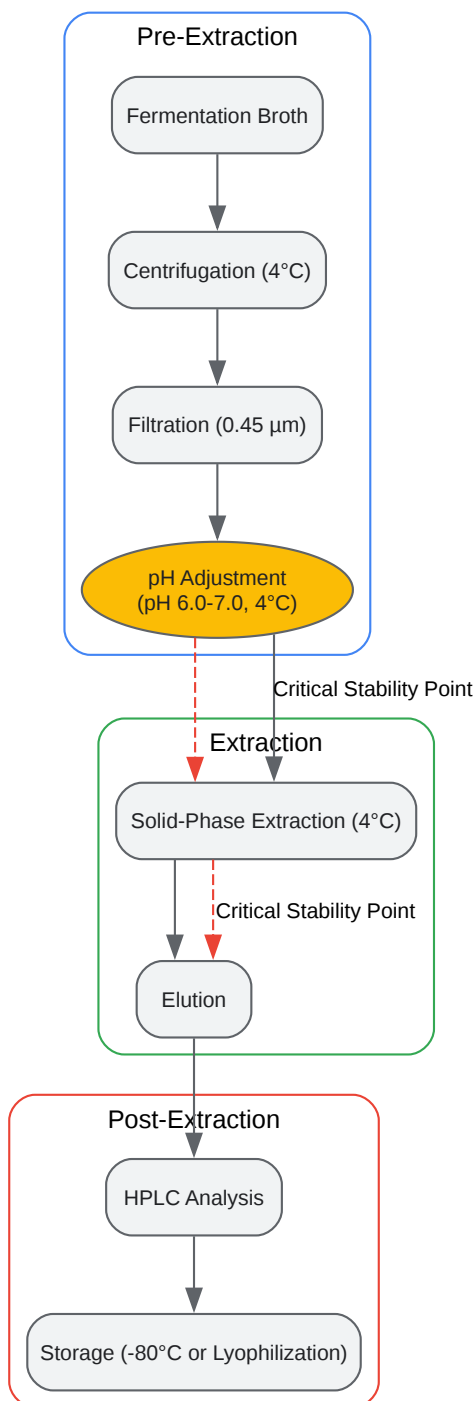 Pre-Extraction
Fermentation Broth
Centrifugation (4°C)
Filtration (0.45 µm)
pH Adjustment
(pH 6.0-7.0, 4°C)
Critical Stability Point
Extraction
Solid-Phase Extraction (4°C)
Critical Stability Point
Elution
Post-Extraction
HPLC Analysis
Storage (-80°C or Lyophilization)